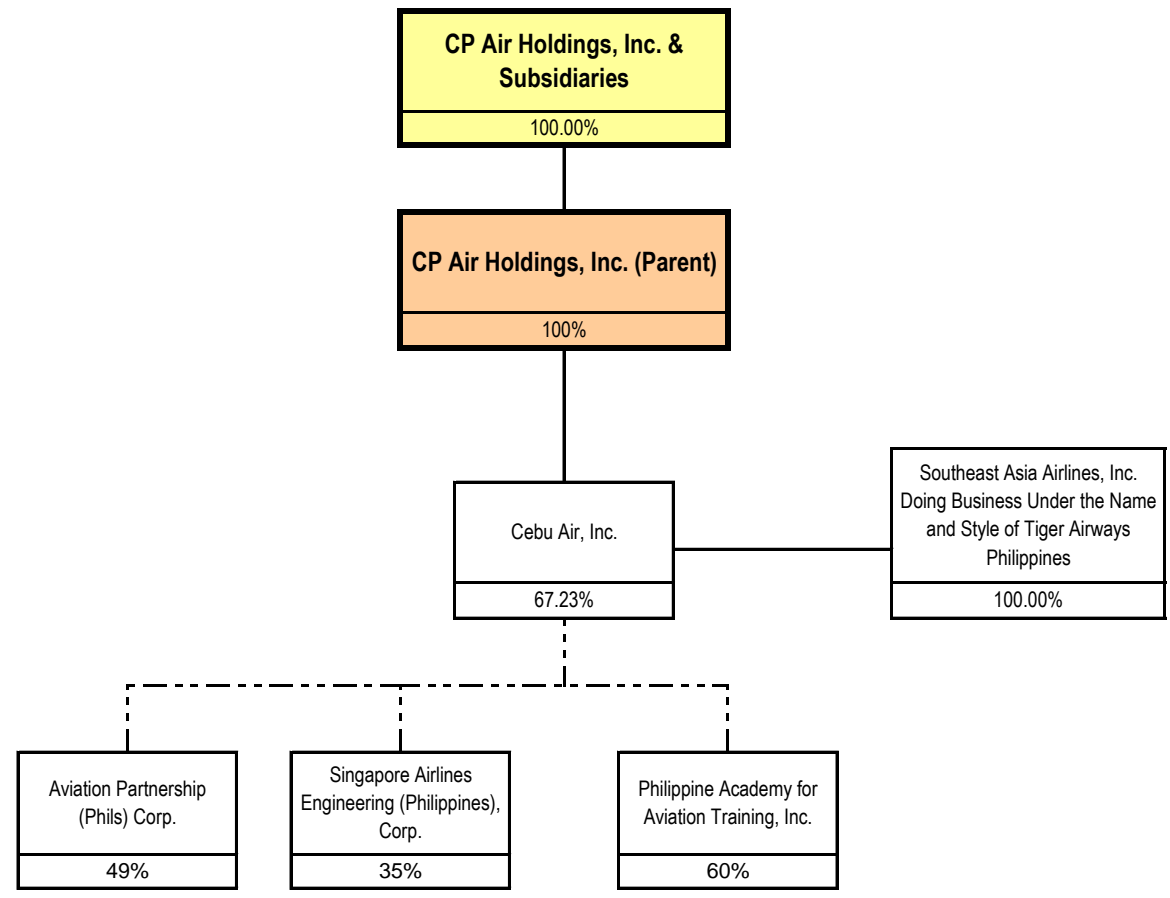 CP Air Holdings, Inc. &
Subsidiaries
100.00%
CP Air Holdings, Inc. (Parent)
100%
Cebu Air, Inc.
67.23%
Southeast Asia Airlines, Inc.
Doing Business Under the Name
and Style of Tiger Airways
Philippines
100.00%
Aviation Partnership
(Phils) Corp.
49%
Singapore Airlines
Engineering (Philippines),
Corp.
35%
Philippine Academy for
Aviation Training, Inc.
60%